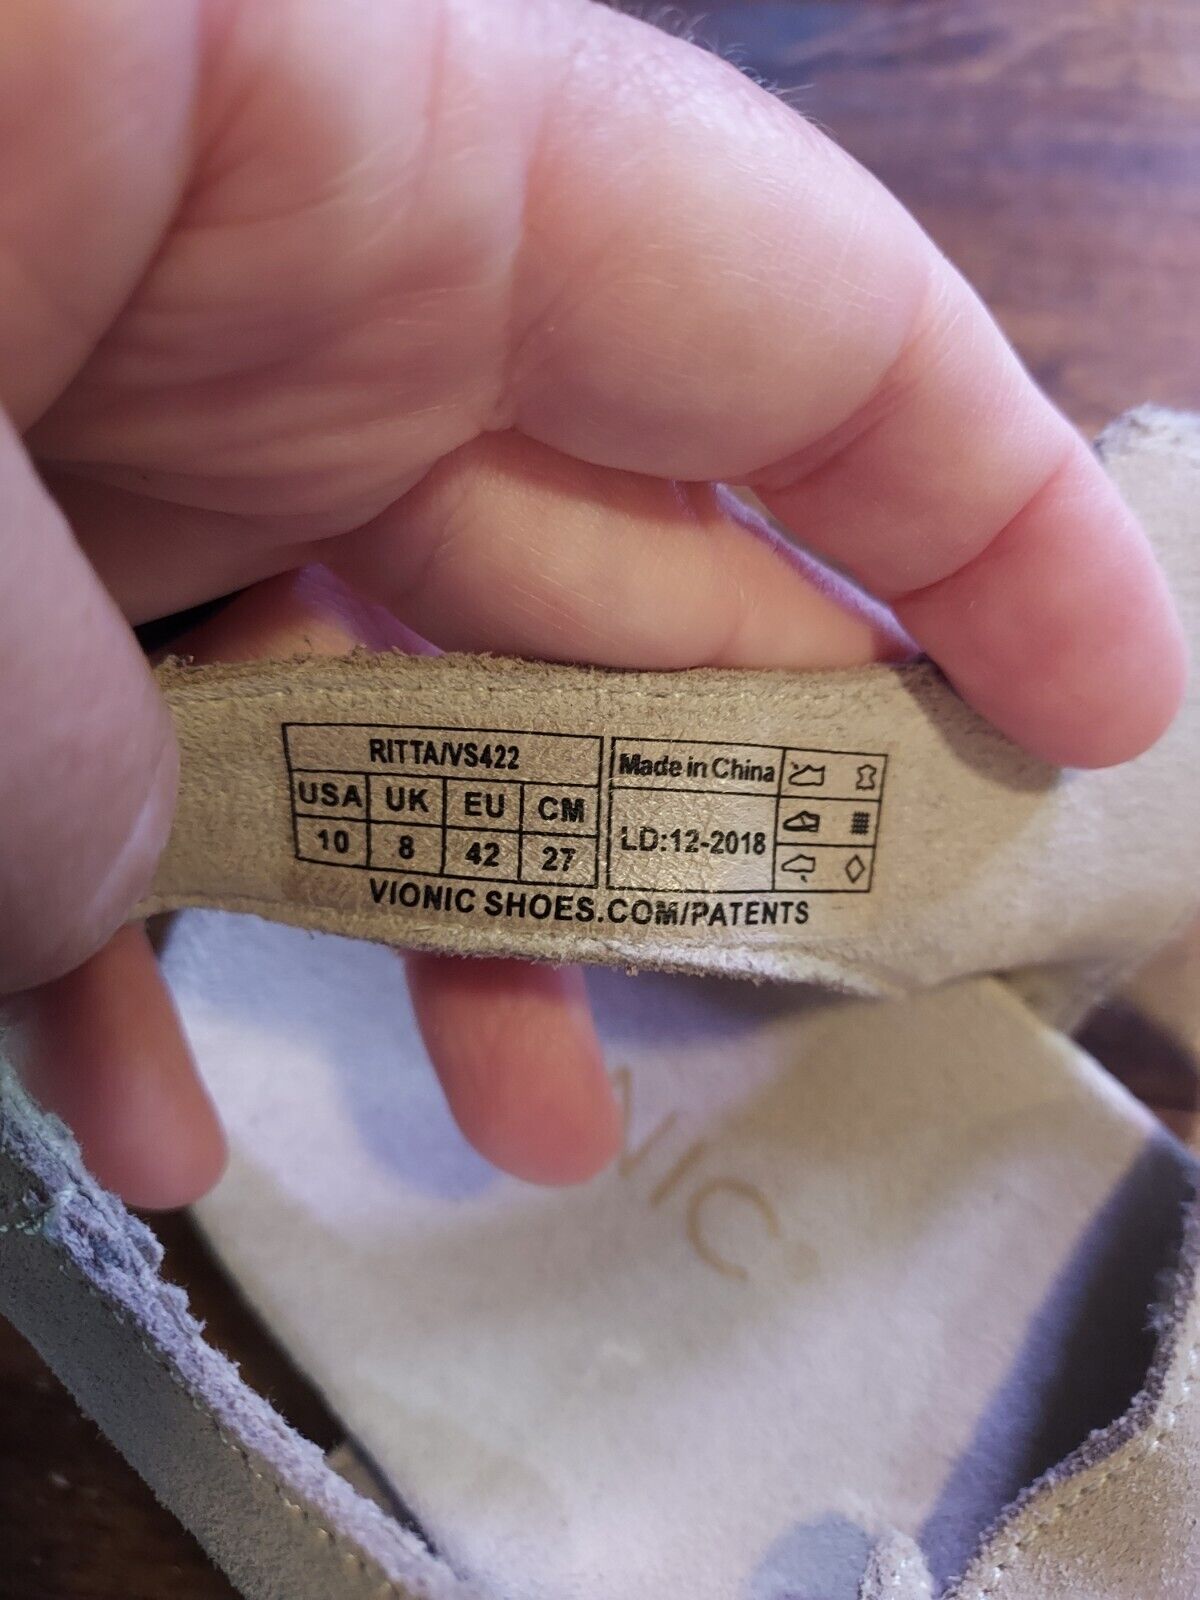 RITTA/VS422
USA UK EU CM
10 8 42 27
Made in China
LD:12-2018
VIONIC SHOES.COM/PATENTS
NIC